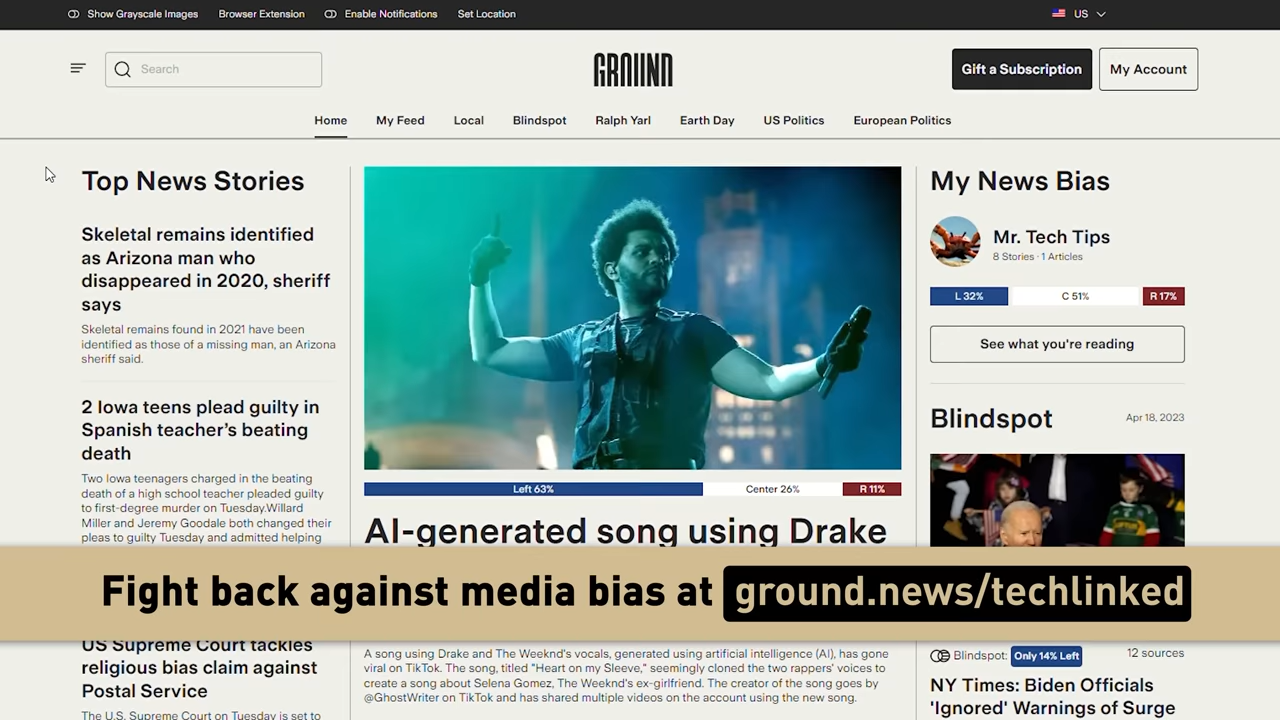 Show Grayscale Images
Browser Extension
Enable Notifications
Set Location
US
Search
GROUND
Gift a Subscription
My Account
Home
My Feed
Local
Blindspot
Ralph Yarl
Earth Day
US Politics
European Politics
Top News Stories
Skeletal remains identified
as Arizona man who
disappeared in 2020, sheriff
says
Skeletal remains found in 2021 have been
identified as those of a missing man, an Arizona
sheriff said.
2 Iowa teens plead guilty in
Spanish teacher's beating
death
Two Iowa teenagers charged in the beating
death of a high school teacher pleaded guilty
to first-degree murder on Tuesday.Willard
Miller and Jeremy Goodale both changed their
pleas to guilty Tuesday and admitted helping
US Supreme Court tackles
religious bias claim against
Postal Service
The U.S. Supreme Court on Tuesday is set to
Left 63%
Center 26%
R 11%
AI-generated song using Drake
A song using Drake and The Weeknd's vocals, generated using artificial intelligence (AI), has gone
viral on TikTok. The song, titled "Heart on my Sleeve," seemingly cloned the two rappers' voices to
create a song about Selena Gomez, The Weeknd's ex-girlfriend. The creator of the song goes by
@GhostWriter on TikTok and has shared multiple videos on the account using the new song.
My News Bias
Mr. Tech Tips
8 Stories · 1 Articles
L 32%
C 51%
R 17%
See what you're reading
Blindspot
Apr 18, 2023
Blindspot:
Only 14% Left
12 sources
NY Times: Biden Officials
'Ignored' Warnings of Surge
Fight back against media bias at ground.news/techlinked